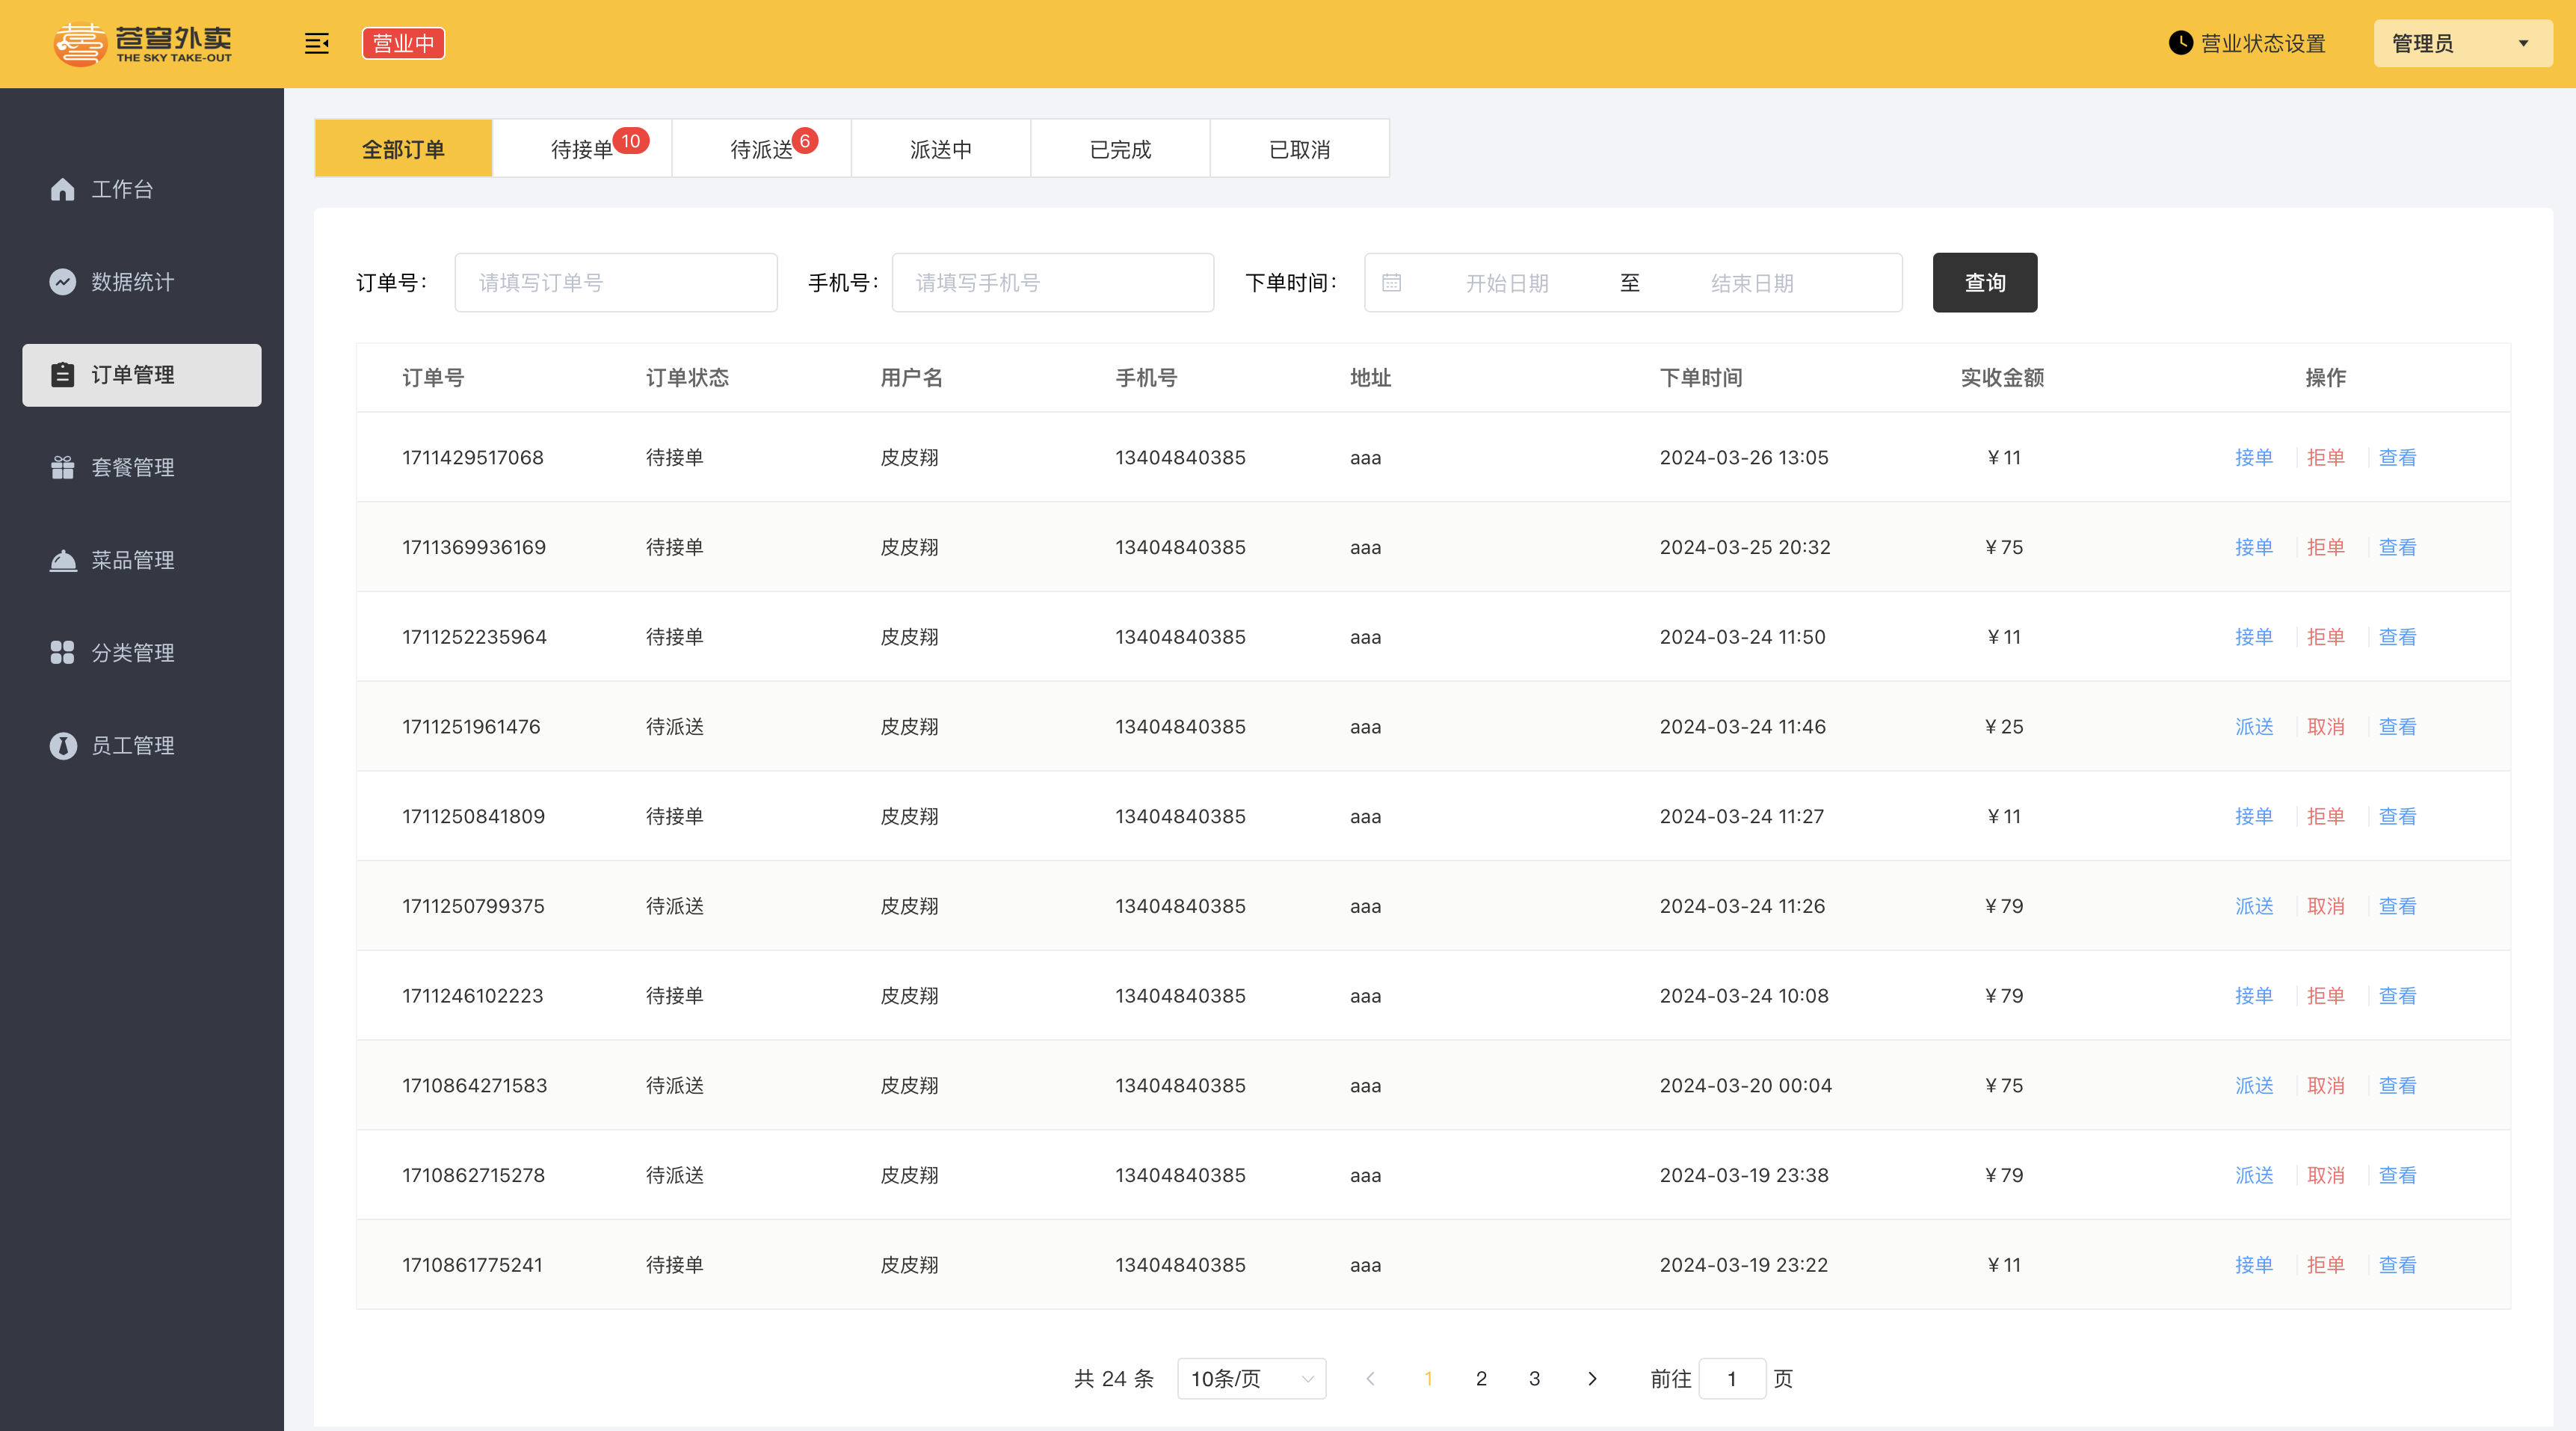 苍穹外卖
THE SKY TAKE-OUT
营业中
营业状态设置
管理员
工作台
数据统计
订单管理
套餐管理
菜品管理
分类管理
员工管理
全部订单 待接单 10 待派送 6 派送中 已完成 已取消
订单号： 请填写订单号 手机号： 请填写手机号 下单时间： 开始日期 至 结束日期 查询
订单号 订单状态 用户名 手机号 地址 下单时间 实收金额 操作
1711429517068 待接单 皮皮翔 13404840385 aaa 2024-03-26 13:05 ￥11 接单 拒单 查看
1711369936169 待接单 皮皮翔 13404840385 aaa 2024-03-25 20:32 ￥75 接单 拒单 查看
1711252235964 待接单 皮皮翔 13404840385 aaa 2024-03-24 11:50 ￥11 接单 拒单 查看
1711251961476 待派送 皮皮翔 13404840385 aaa 2024-03-24 11:46 ￥25 派送 取消 查看
1711250841809 待接单 皮皮翔 13404840385 aaa 2024-03-24 11:27 ￥11 接单 拒单 查看
1711250799375 待派送 皮皮翔 13404840385 aaa 2024-03-24 11:26 ￥79 派送 取消 查看
1711246102223 待接单 皮皮翔 13404840385 aaa 2024-03-24 10:08 ￥79 接单 拒单 查看
1710864271583 待派送 皮皮翔 13404840385 aaa 2024-03-20 00:04 ￥75 派送 取消 查看
1710862715278 待派送 皮皮翔 13404840385 aaa 2024-03-19 23:38 ￥79 派送 取消 查看
1710861775241 待接单 皮皮翔 13404840385 aaa 2024-03-19 23:22 ￥11 接单 拒单 查看
共 24 条 10条/页 1 2 3 前往 1 页